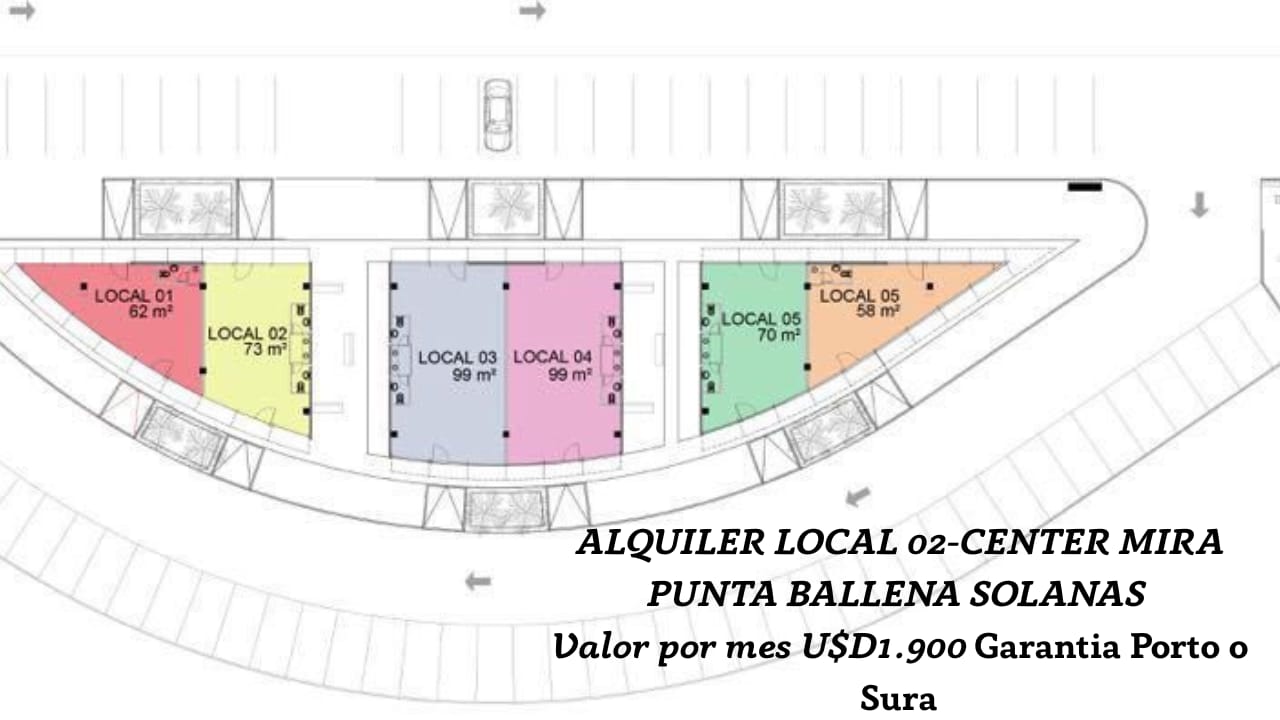 LOCAL 01
62 m²
LOCAL 02
73 m²
LOCAL 03
99 m²
LOCAL 04
99 m²
LOCAL 05
70 m²
LOCAL 05
58 m²
ALQUILER LOCAL 02-CENTER MIRA
PUNTA BALLENA SOLANAS
Valor por mes U$D1.900 Garantia Porto o
Sura